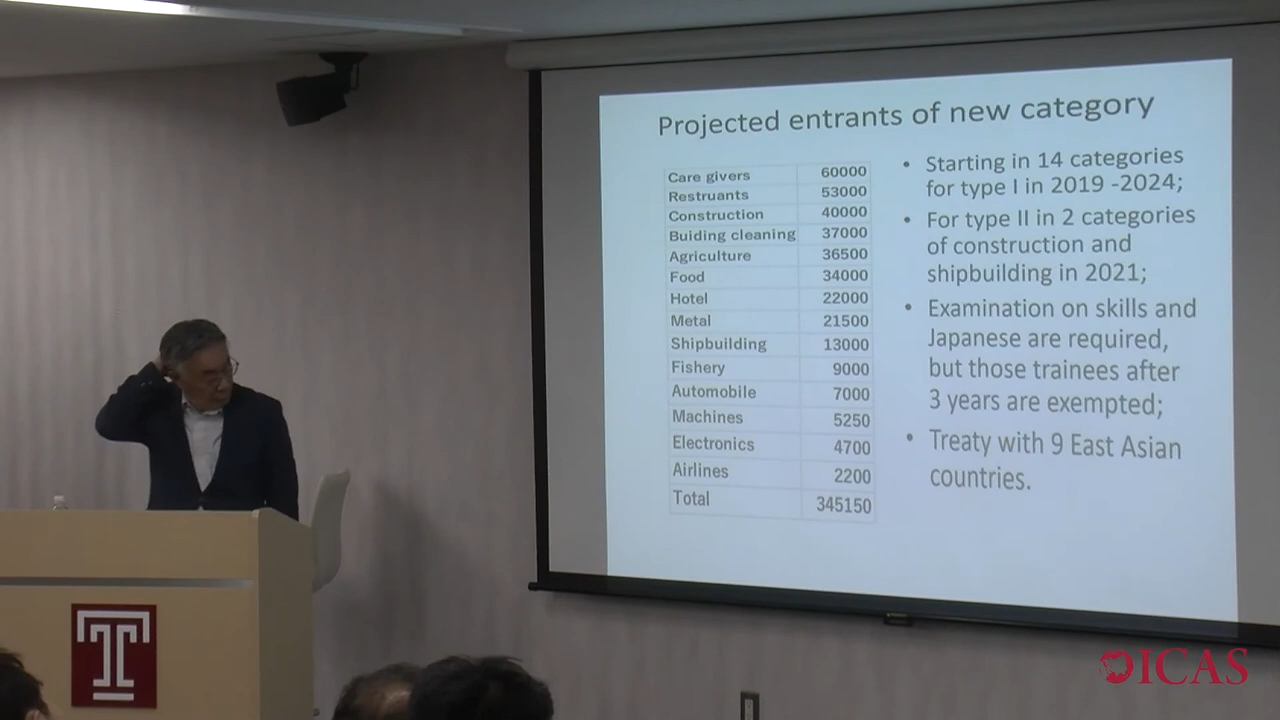 Projected entrants of new category
Care givers 60000
Restruants 53000
Construction 40000
Buiding cleaning 37000
Agriculture 36500
Food 34000
Hotel 22000
Metal 21500
Shipbuilding 13000
Fishery 9000
Automobile 7000
Machines 5250
Electronics 4700
Airlines 2200
Total 345150
• Starting in 14 categories
for type I in 2019 -2024;
• For type II in 2 categories
of construction and
shipbuilding in 2021;
• Examination on skills and
Japanese are required,
but those trainees after
3 years are exempted;
• Treaty with 9 East Asian
countries.
T
ICAS